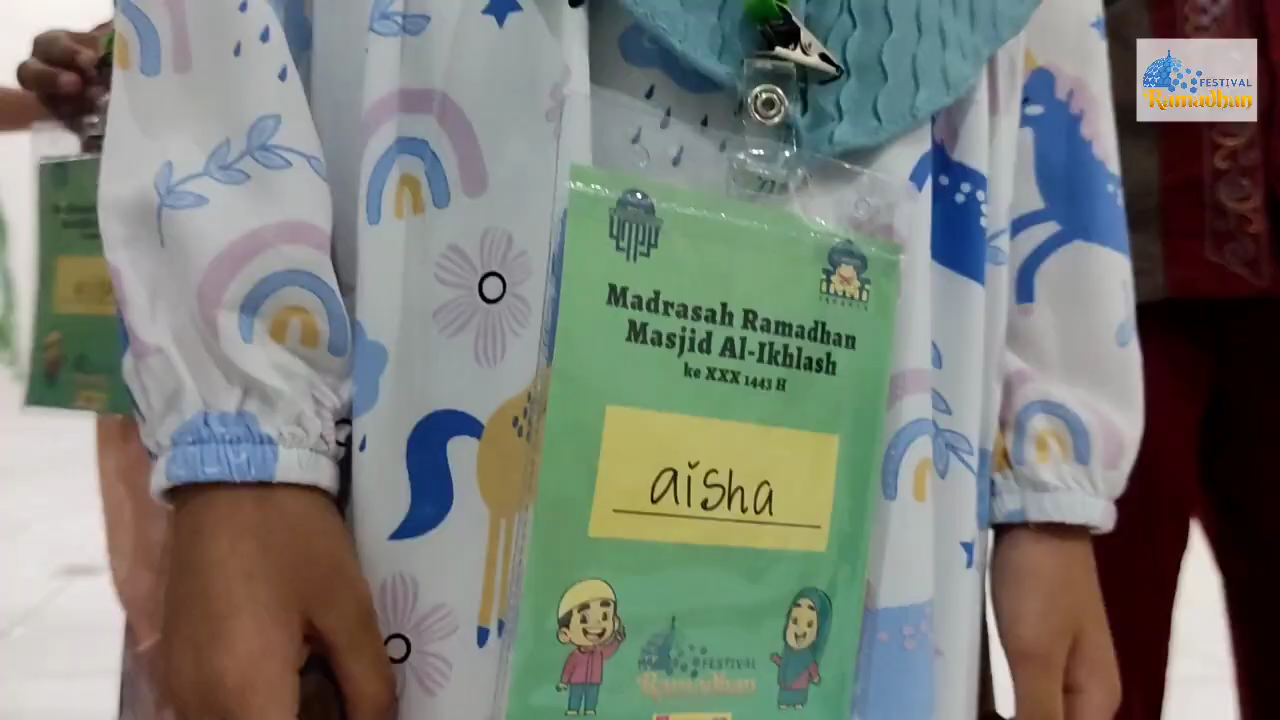 FESTIVAL
Ramadhan
Madrasah Ramadhan
Masjid Al-Ikhlash
ke XXX 1443 H
aisha
FESTIVAL
Ramadhan